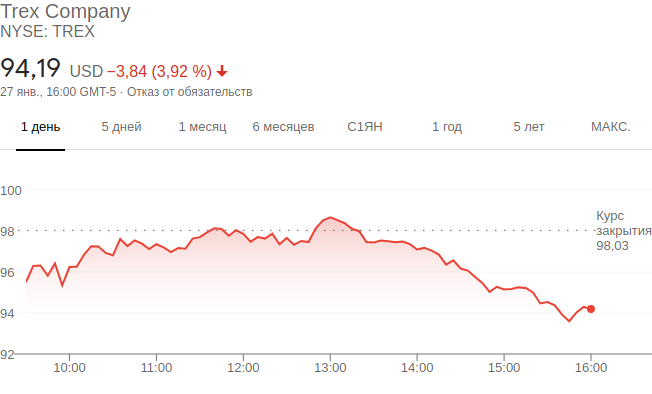 Trex Company
NYSE: TREX
94,19 USD −3,84 (3,92 %)
27 янв., 16:00 GMT-5 · Отказ от обязательств
1 день 5 дней 1 месяц 6 месяцев С1ЯН 1 год 5 лет МАКС.
100
98
96
94
92
Курс
закрытия
98,03
10:00 11:00 12:00 13:00 14:00 15:00 16:00